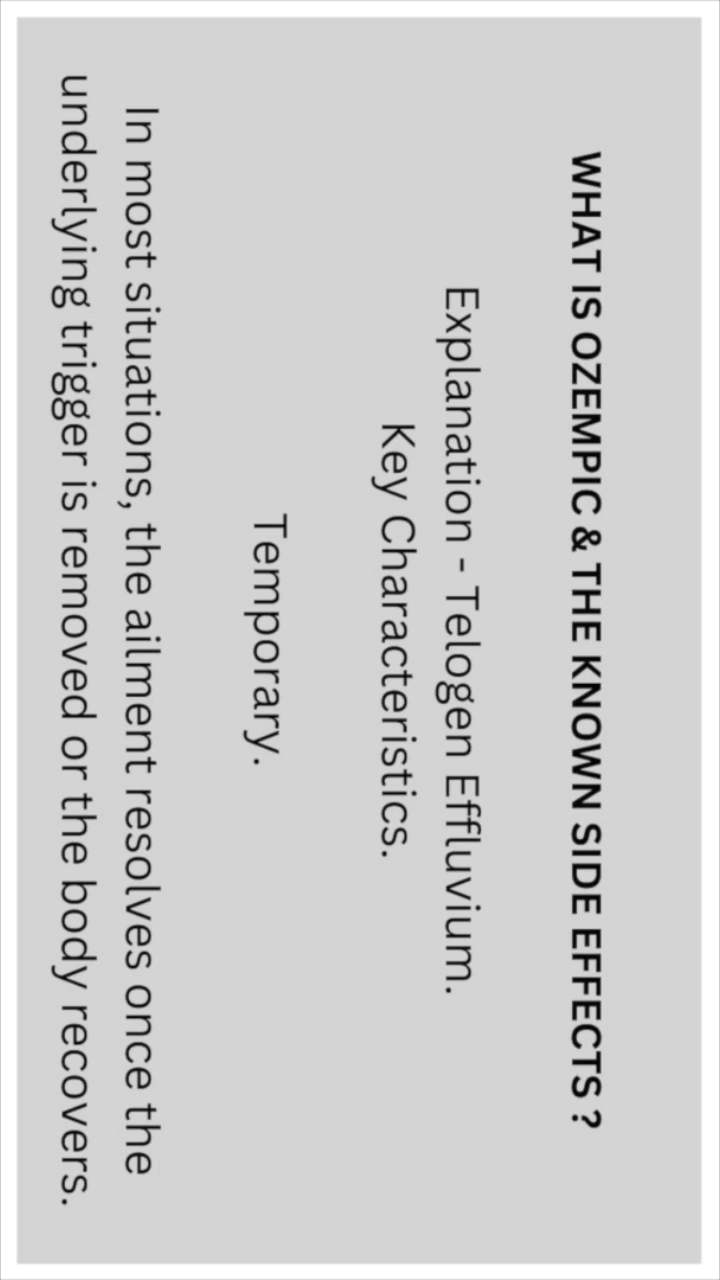 WHAT IS OZEMPIC & THE KNOWN SIDE EFFECTS ?
Explanation - Telogen Effluvium.
Key Characteristics.
Temporary.
In most situations, the ailment resolves once the
underlying trigger is removed or the body recovers.